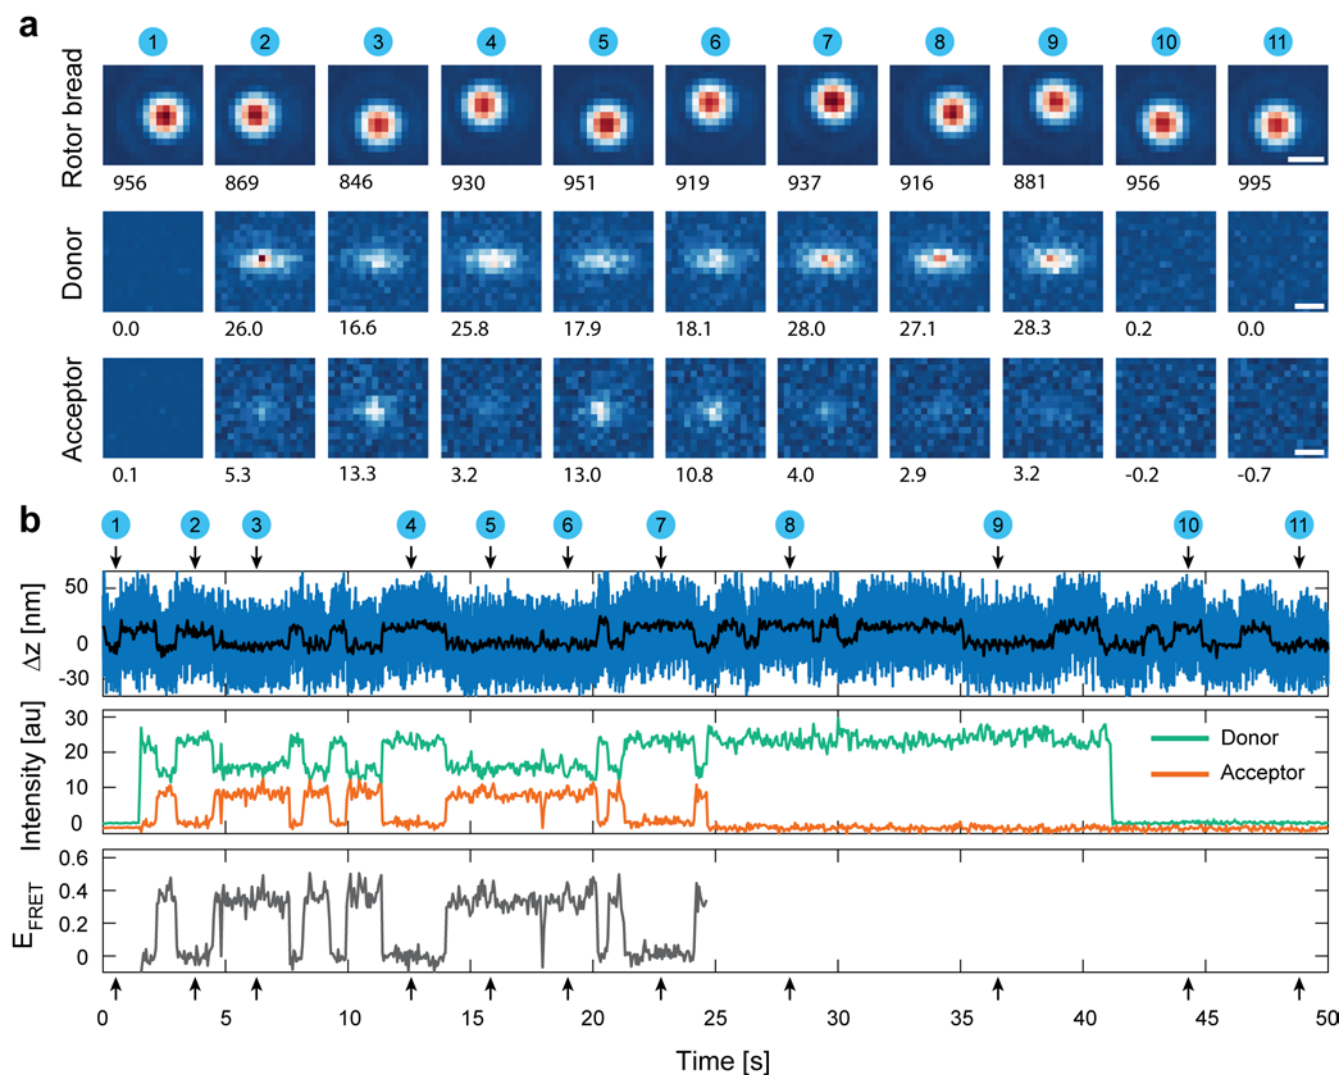 a
1 2 3 4 5 6 7 8 9 10 11
Rotor bread
956 869 846 930 951 919 937 916 881 956 995
Donor
0.0 26.0 16.6 25.8 17.9 18.1 28.0 27.1 28.3 0.2 0.0
Acceptor
0.1 5.3 13.3 3.2 13.0 10.8 4.0 2.9 3.2 -0.2 -0.7
b
1 2 3 4 5 6 7 8 9 10 11
Δz [nm]
50
0
-30
Intensity [au]
30
20
10
0
Donor
Acceptor
E_FRET
0.6
0.4
0.2
0
0 5 10 15 20 25 30 35 40 45 50
Time [s]